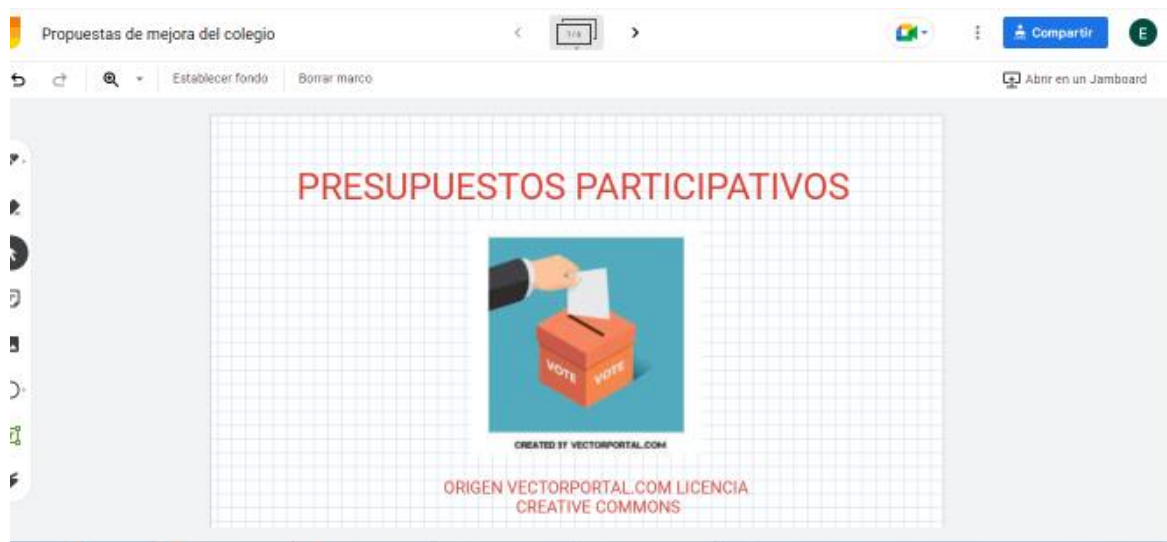 Propuestas de mejora del colegio
Compartir
E
Establecer fondo
Borrar marco
Abrir en un Jamboard
PRESUPUESTOS PARTICIPATIVOS
VOTE VOTE
CREATED BY VECTORPORTAL.COM
ORIGEN VECTORPORTAL.COM LICENCIA
CREATIVE COMMONS